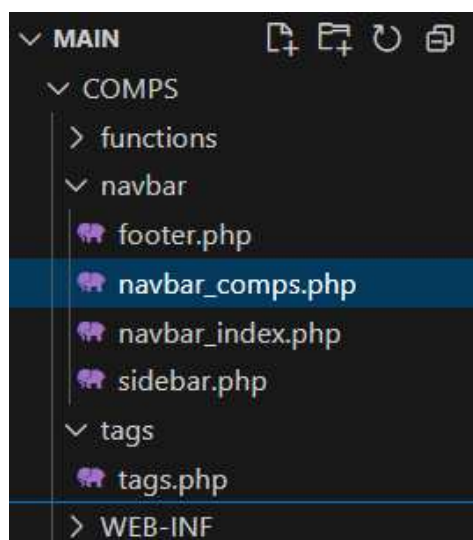 MAIN
COMPS
functions
navbar
footer.php
navbar_comps.php
navbar_index.php
sidebar.php
tags
tags.php
WEB-INF